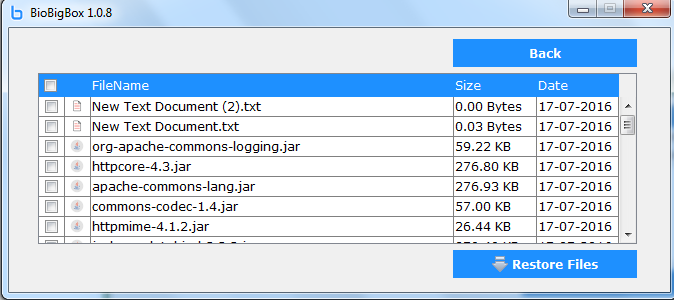 BioBigBox 1.0.8
Back
FileName Size Date
New Text Document (2).txt 0.00 Bytes 17-07-2016
New Text Document.txt 0.03 Bytes 17-07-2016
org-apache-commons-logging.jar 59.22 KB 17-07-2016
httpcore-4.3.jar 276.80 KB 17-07-2016
apache-commons-lang.jar 276.93 KB 17-07-2016
commons-codec-1.4.jar 57.00 KB 17-07-2016
httpmime-4.1.2.jar 26.44 KB 17-07-2016
Restore Files